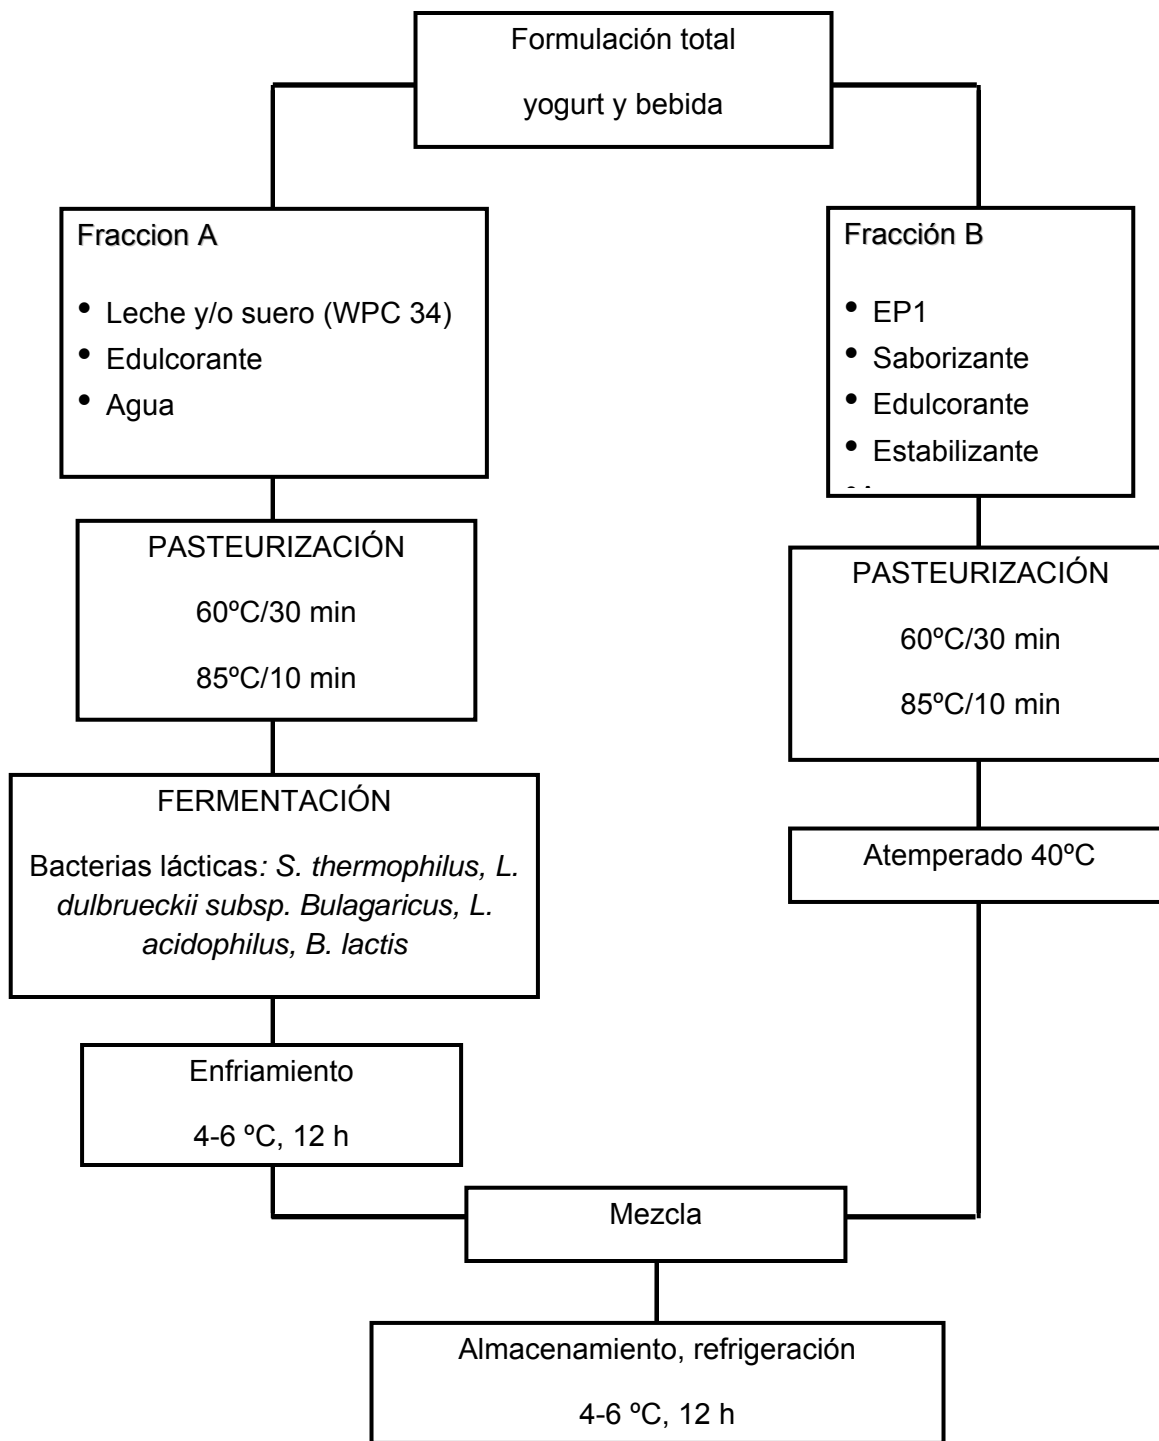 Formulación total
yogurt y bebida
Fraccion A
• Leche y/o suero (WPC 34)
• Edulcorante
• Agua
Fracción B
• EP1
• Saborizante
• Edulcorante
• Estabilizante
PASTEURIZACIÓN
60ºC/30 min
85ºC/10 min
PASTEURIZACIÓN
60ºC/30 min
85ºC/10 min
FERMENTACIÓN
Bacterias lácticas: S. thermophilus, L.
dulbrueckii subsp. Bulagaricus, L.
acidophilus, B. lactis
Atemperado 40ºC
Enfriamiento
4-6 ºC, 12 h
Mezcla
Almacenamiento, refrigeración
4-6 ºC, 12 h